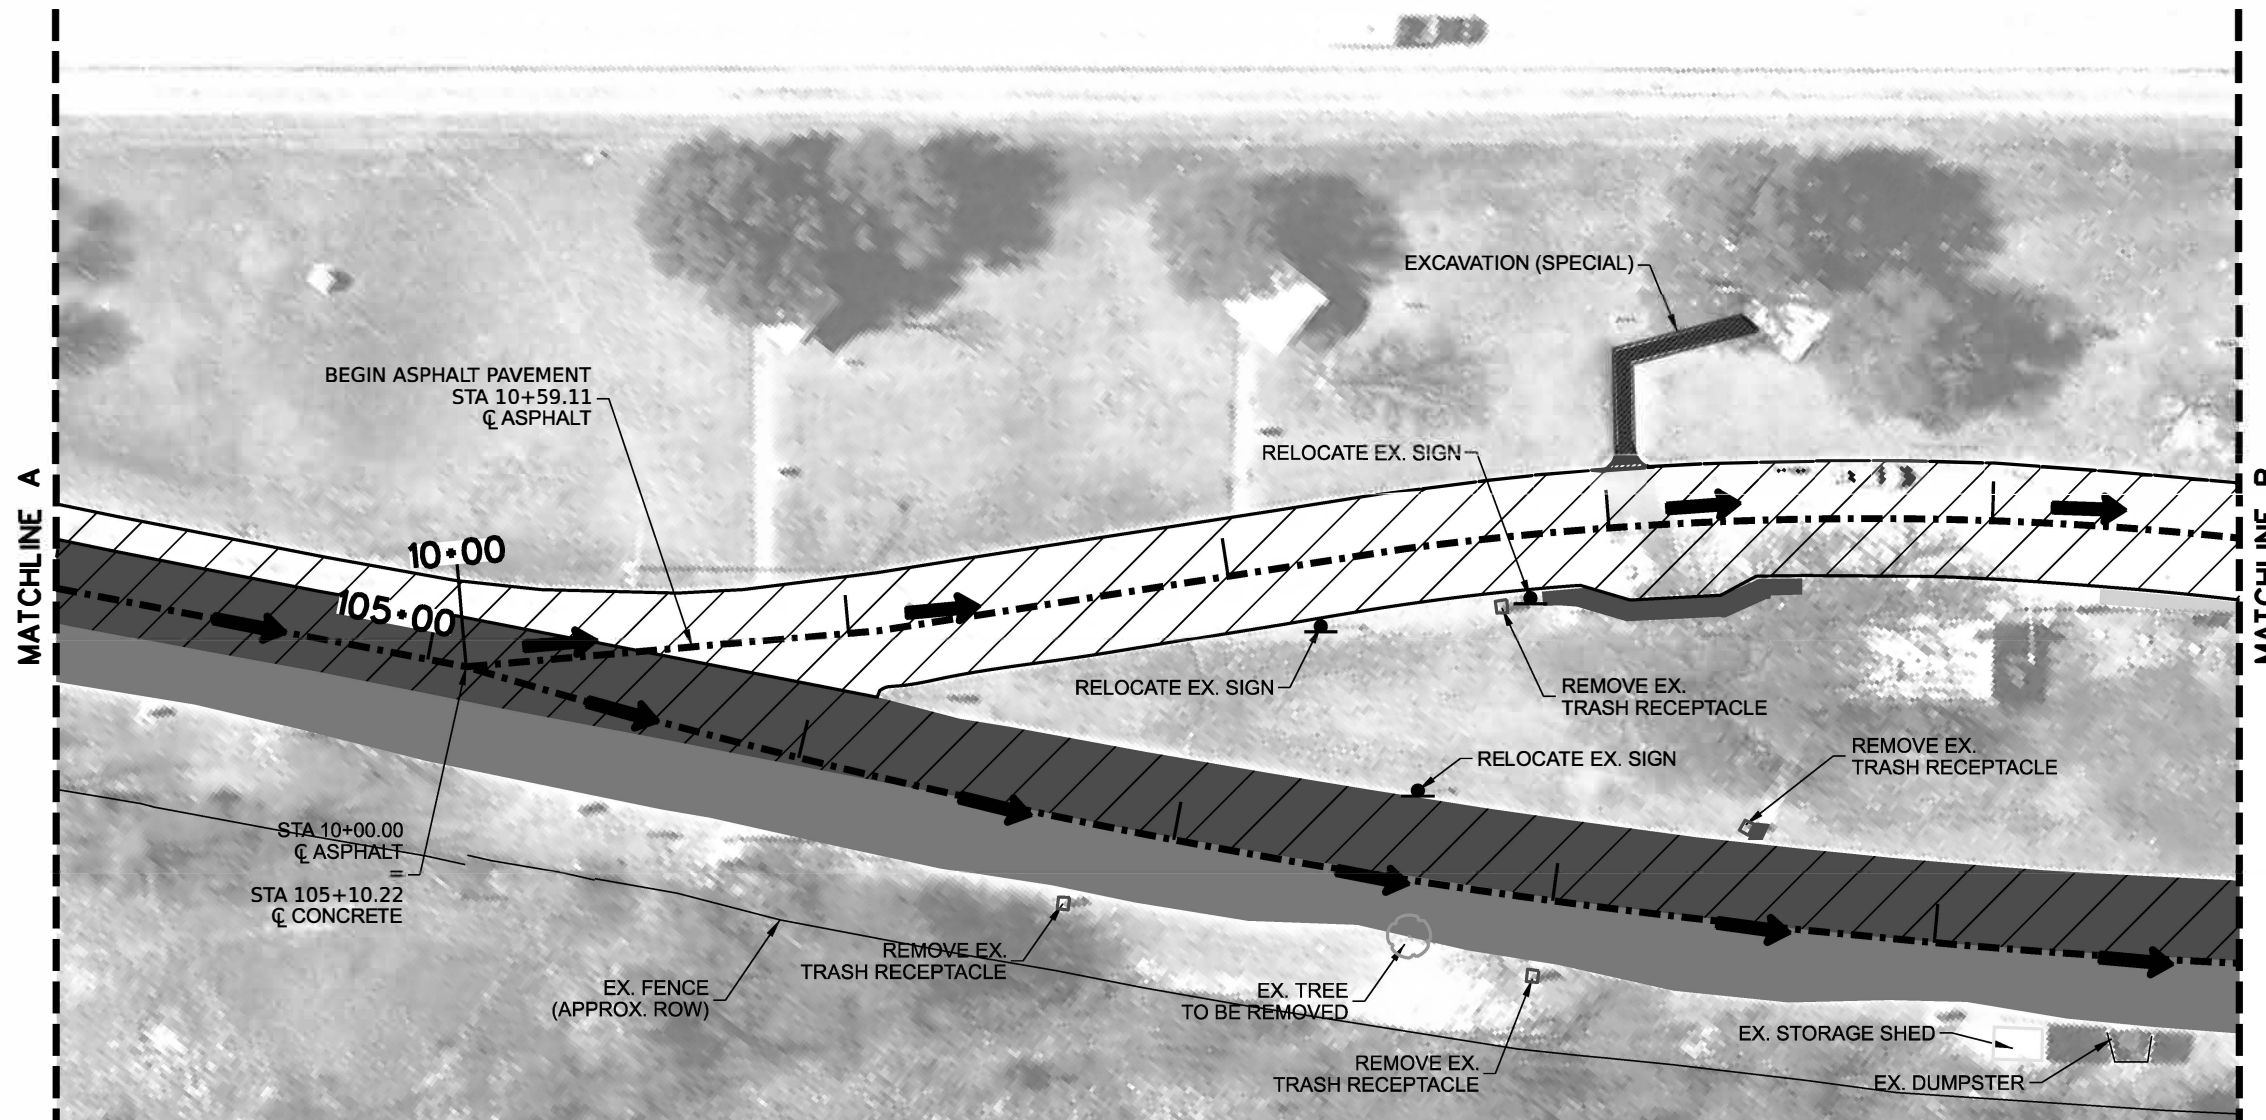 EXCAVATION (SPECIAL)
BEGIN ASPHALT PAVEMENT
STA 10+59.11
℄ ASPHALT
RELOCATE EX. SIGN
MATCHLINE A
MATCHLINE B
10+00
105+00
RELOCATE EX. SIGN
REMOVE EX.
TRASH RECEPTACLE
RELOCATE EX. SIGN
REMOVE EX.
TRASH RECEPTACLE
STA 10+00.00
℄ ASPHALT
=
STA 105+10.22
℄ CONCRETE
REMOVE EX.
TRASH RECEPTACLE
EX. FENCE
(APPROX. ROW)
EX. TREE
TO BE REMOVED
REMOVE EX.
TRASH RECEPTACLE
EX. STORAGE SHED
EX. DUMPSTER